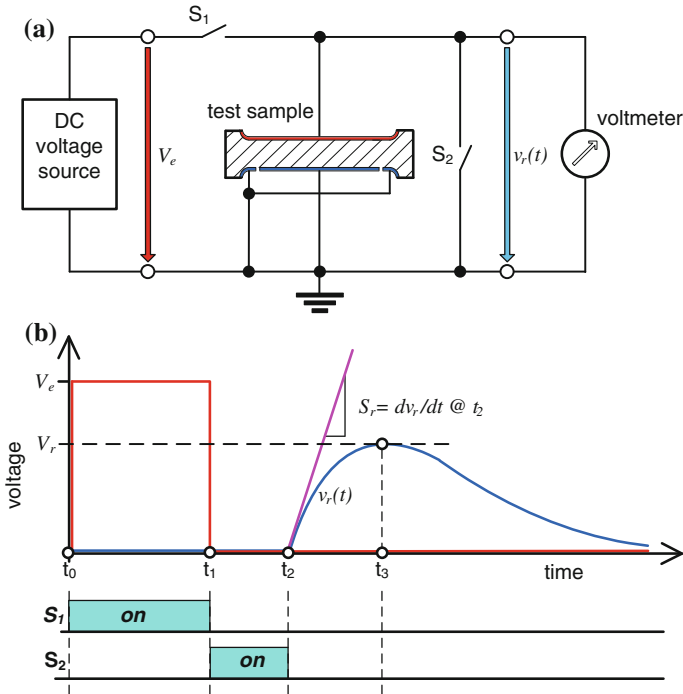 (a)
S₁
DC
voltage
source
Vₑ
test sample
S₂
vᵣ(t)
voltmeter
(b)
voltage
Vₑ
Vᵣ
Sᵣ= dvᵣ/dt @ t₂
vᵣ(t)
t₀
t₁
t₂
t₃
time
S₁
on
S₂
on